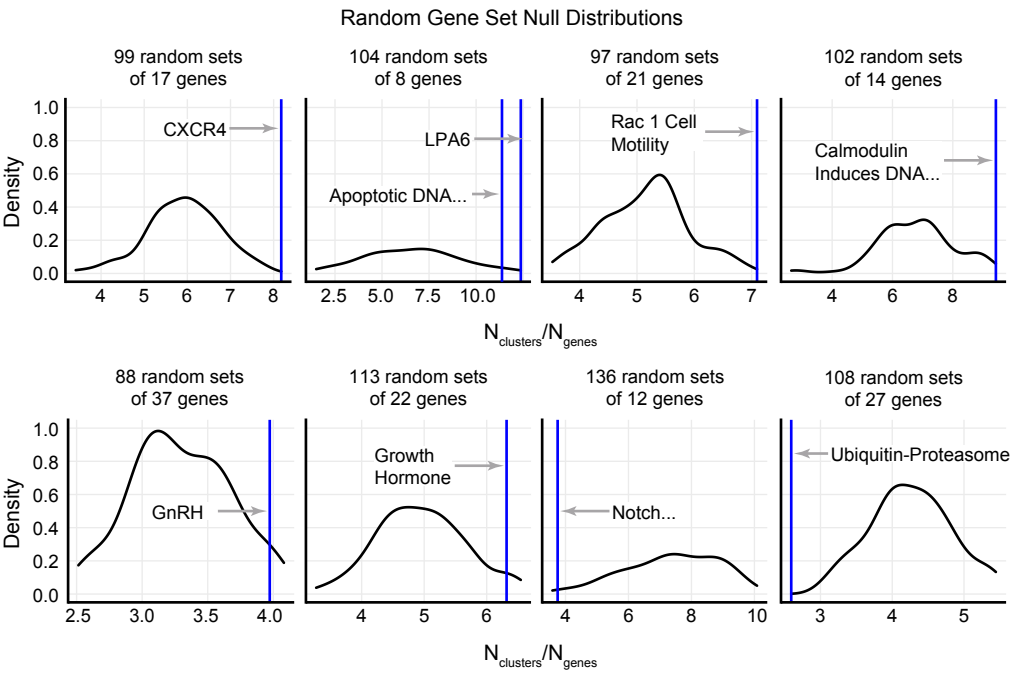 Random Gene Set Null Distributions
99 random sets
of 17 genes
104 random sets
of 8 genes
97 random sets
of 21 genes
102 random sets
of 14 genes
Density
1.0
0.8
0.6
0.4
0.2
0.0
CXCR4
4 5 6 7 8
LPA6
Apoptotic DNA...
2.5 5.0 7.5 10.0
Rac 1 Cell
Motility
4 5 6 7
Calmodulin
Induces DNA...
4 6 8
Nclusters/Ngenes
88 random sets
of 37 genes
113 random sets
of 22 genes
136 random sets
of 12 genes
108 random sets
of 27 genes
Density
1.0
0.8
0.6
0.4
0.2
0.0
GnRH
2.5 3.0 3.5 4.0
Growth
Hormone
4 5 6
Notch...
4 6 8 10
Ubiquitin-Proteasome
3 4 5
Nclusters/Ngenes